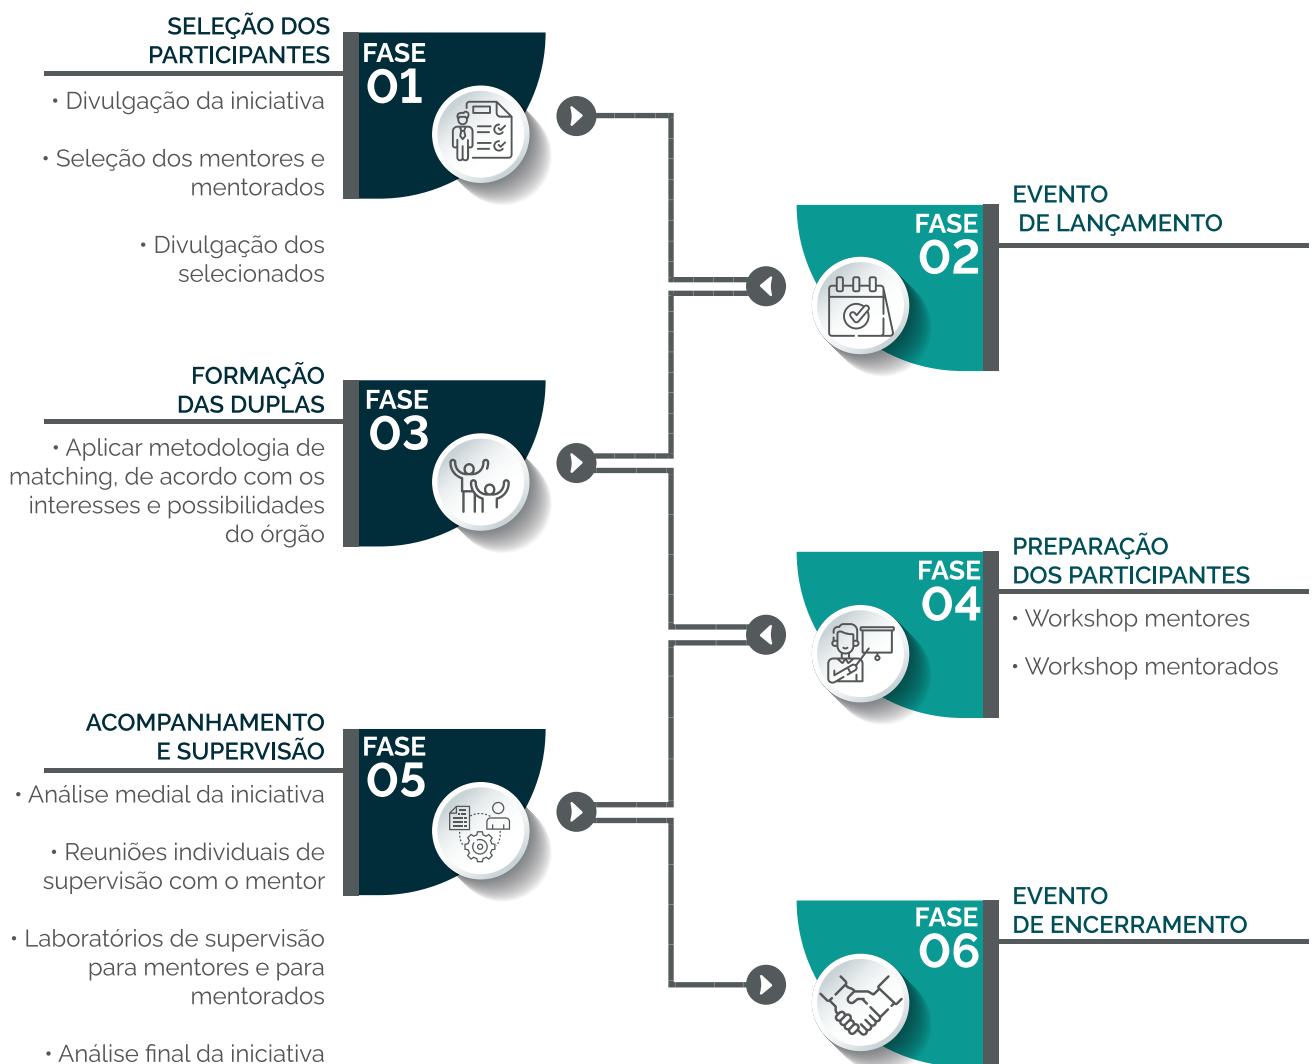 SELEÇÃO DOS
PARTICIPANTES
FASE
01
• Divulgação da iniciativa
• Seleção dos mentores e
mentorados
• Divulgação dos
selecionados
EVENTO
DE LANÇAMENTO
FASE
02
FORMAÇÃO
DAS DUPLAS
FASE
03
• Aplicar metodologia de
matching, de acordo com os
interesses e possibilidades
do órgão
PREPARAÇÃO
DOS PARTICIPANTES
FASE
04
• Workshop mentores
• Workshop mentorados
ACOMPANHAMENTO
E SUPERVISÃO
FASE
05
• Análise medial da iniciativa
• Reuniões individuais de
supervisão com o mentor
• Laboratórios de supervisão
para mentores e para
mentorados
• Análise final da iniciativa
EVENTO
DE ENCERRAMENTO
FASE
06